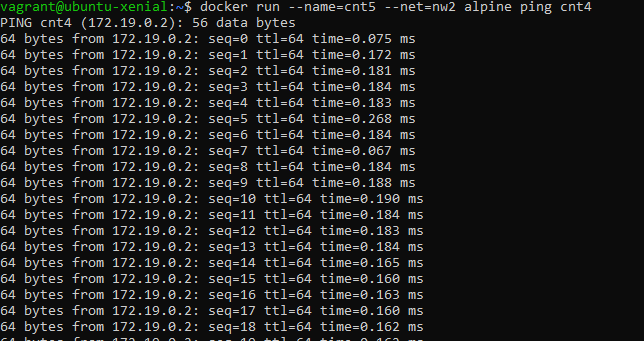 vagrant@ubuntu-xenial:~$ docker run --name=cnt5 --net=nw2 alpine ping cnt4
PING cnt4 (172.19.0.2): 56 data bytes
64 bytes from 172.19.0.2: seq=0 ttl=64 time=0.075 ms
64 bytes from 172.19.0.2: seq=1 ttl=64 time=0.172 ms
64 bytes from 172.19.0.2: seq=2 ttl=64 time=0.181 ms
64 bytes from 172.19.0.2: seq=3 ttl=64 time=0.184 ms
64 bytes from 172.19.0.2: seq=4 ttl=64 time=0.183 ms
64 bytes from 172.19.0.2: seq=5 ttl=64 time=0.268 ms
64 bytes from 172.19.0.2: seq=6 ttl=64 time=0.184 ms
64 bytes from 172.19.0.2: seq=7 ttl=64 time=0.067 ms
64 bytes from 172.19.0.2: seq=8 ttl=64 time=0.184 ms
64 bytes from 172.19.0.2: seq=9 ttl=64 time=0.188 ms
64 bytes from 172.19.0.2: seq=10 ttl=64 time=0.190 ms
64 bytes from 172.19.0.2: seq=11 ttl=64 time=0.184 ms
64 bytes from 172.19.0.2: seq=12 ttl=64 time=0.183 ms
64 bytes from 172.19.0.2: seq=13 ttl=64 time=0.184 ms
64 bytes from 172.19.0.2: seq=14 ttl=64 time=0.165 ms
64 bytes from 172.19.0.2: seq=15 ttl=64 time=0.160 ms
64 bytes from 172.19.0.2: seq=16 ttl=64 time=0.163 ms
64 bytes from 172.19.0.2: seq=17 ttl=64 time=0.160 ms
64 bytes from 172.19.0.2: seq=18 ttl=64 time=0.162 ms